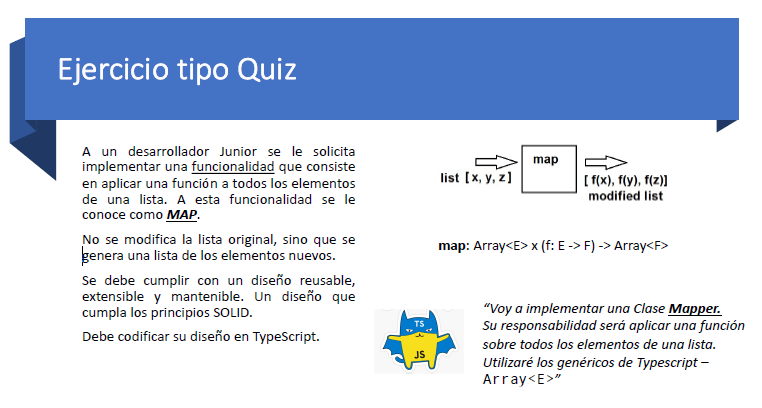 Ejercicio tipo Quiz
A un desarrollador Junior se le solicita
implementar una funcionalidad que consiste
en aplicar una función a todos los elementos
de una lista. A esta funcionalidad se le
conoce como MAP.
No se modifica la lista original, sino que se
genera una lista de los elementos nuevos.
Se debe cumplir con un diseño reusable,
extensible y mantenible. Un diseño que
cumpla los principios SOLID.
Debe codificar su diseño en TypeScript.
map
list [x, y, z]
[ f(x), f(y), f(z)]
modified list
map: Array<E> x (f: E -> F) -> Array<F>
TS
JS
“Voy a implementar una Clase Mapper.
Su responsabilidad será aplicar una función
sobre todos los elementos de una lista.
Utilizaré los genéricos de Typescript –
Array<E>”